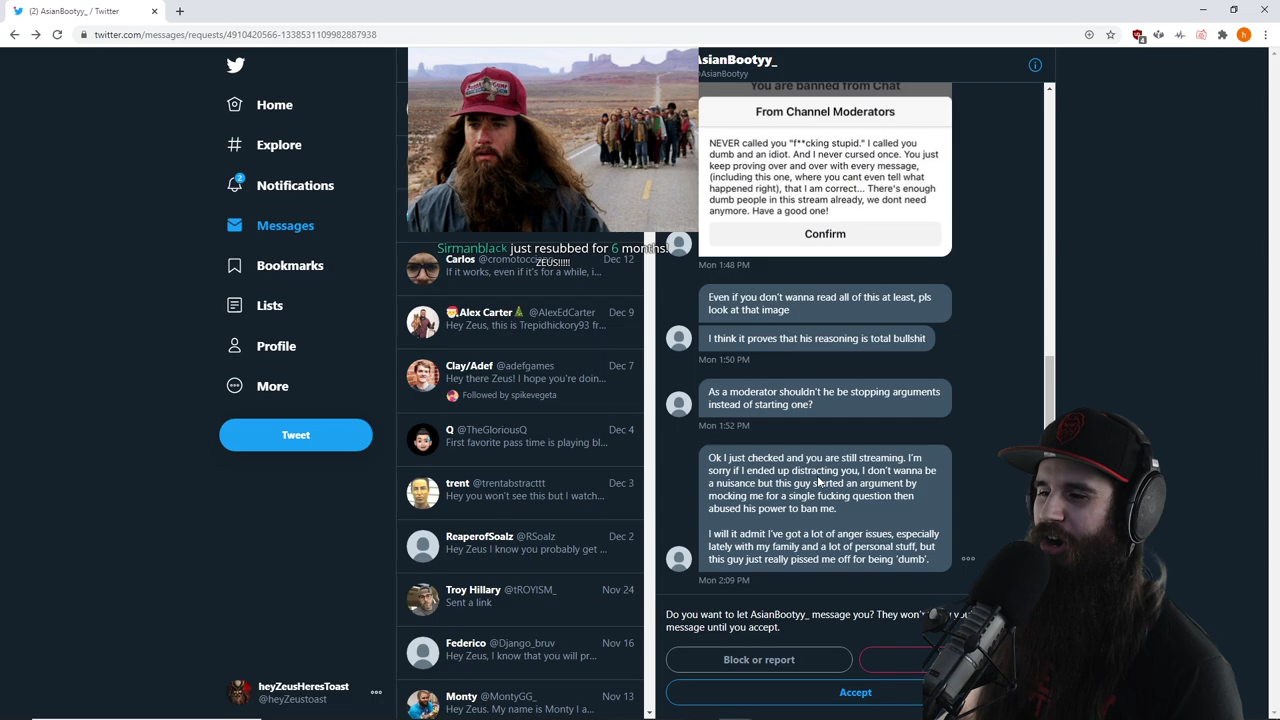 (2) AsianBootyy_ / Twitter
twitter.com/messages/requests/4910420566-1338531109982887938
h
Home
Explore
2
Notifications
Messages
Bookmarks
Lists
Profile
More
Tweet
heyZeusHeresToast
@heyZeustoast
Sirmanblack just resubbed for 6 months!
ZEUS!!!!!
Carlos Dec 12
If it works, even if it's for a while, i...
Alex Carter @AlexEdCarter Dec 9
Hey Zeus, this is Trepidhickory93 fr...
Clay/Adef @adefgames Dec 7
Hey there Zeus! I hope you're doin...
Followed by spikevegeta
Q @TheGloriousQ Dec 4
First favorite pass time is playing bl...
trent @trentabstracttt Dec 3
Hey you won't see this but I watch...
ReaperofSoalz @RSoalz Dec 2
Hey Zeus I know you probably get ...
Troy Hillary @tROYISM_ Nov 24
Sent a link
Federico @Django_bruv Nov 16
Hey Zeus, I know that you will pr...
Monty @MontyGG_ Nov 13
Hey Zeus. My name is Monty I a...
AsianBootyy_
@AsianBootyy
You are banned from Chat
From Channel Moderators
NEVER called you "f**cking stupid." I called you
dumb and an idiot. And I never cursed once. You just
keep proving over and over with every message,
(including this one, where you cant even tell what
happened right), that I am correct... There's enough
dumb people in this stream already, we dont need
anymore. Have a good one!
Confirm
Mon 1:48 PM
Even if you don't wanna read all of this at least, pls
look at that image
I think it proves that his reasoning is total bullshit
Mon 1:50 PM
As a moderator shouldn't he be stopping arguments
instead of starting one?
Mon 1:52 PM
Ok I just checked and you are still streaming. I'm
sorry if I ended up distracting you, I don't wanna be
a nuisance but this guy started an argument by
mocking me for a single fucking question then
abused his power to ban me.
I will it admit I've got a lot of anger issues, especially
lately with my family and a lot of personal stuff, but
this guy just really pissed me off for being 'dumb'.
Mon 2:09 PM
Do you want to let AsianBootyy_ message you? They won't
message until you accept.
Block or report
Accept